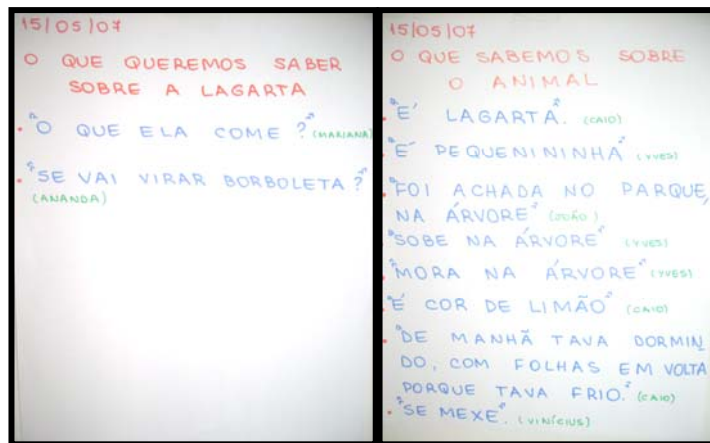 15/05/07
O QUE QUEREMOS SABER
SOBRE A LAGARTA
. "O QUE ELA COME?" (MARIANA)
. "SE VAI VIRAR BORBOLETA?"
(ANANDA)
15/05/07
O QUE SABEMOS SOBRE
O ANIMAL
. "E' LAGARTA". (CAIO)
. "E' PEQUENININHA" (YVES)
. "FOI ACHADA NO PARQUE,
NA ÁRVORE" (JOÃO)
. "SOBE NA ÁRVORE" (YVES)
. "MORA NA ÁRVORE" (YVES)
. "É COR DE LIMÃO" (CAIO)
. "DE MANHÃ TAVA DORMIN
DO, COM FOLHAS EM VOLTA
PORQUE TAVA FRIO." (CAIO)
. "SE MEXE". (VINÍCIUS)